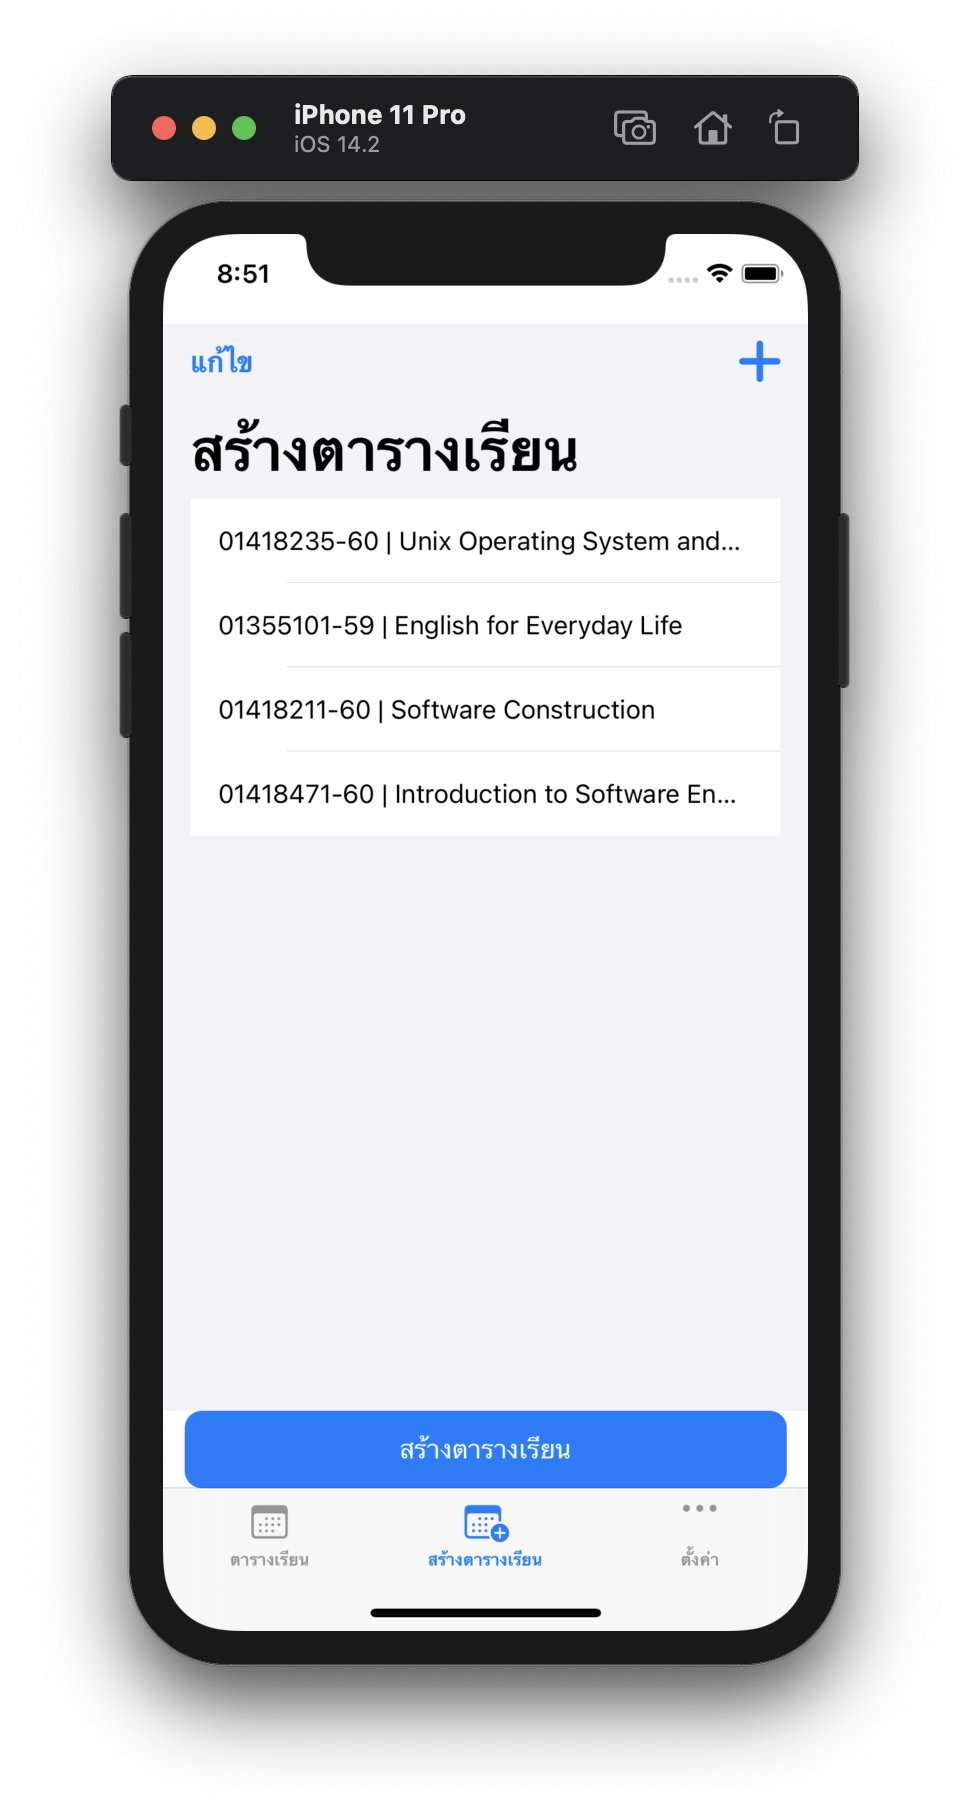 iPhone 11 Pro
iOS 14.2
8:51
แก้ไข
สร้างตารางเรียน
01418235-60 | Unix Operating System and...
01355101-59 | English for Everyday Life
01418211-60 | Software Construction
01418471-60 | Introduction to Software En...
สร้างตารางเรียน
ตารางเรียน
สร้างตารางเรียน
ตั้งค่า